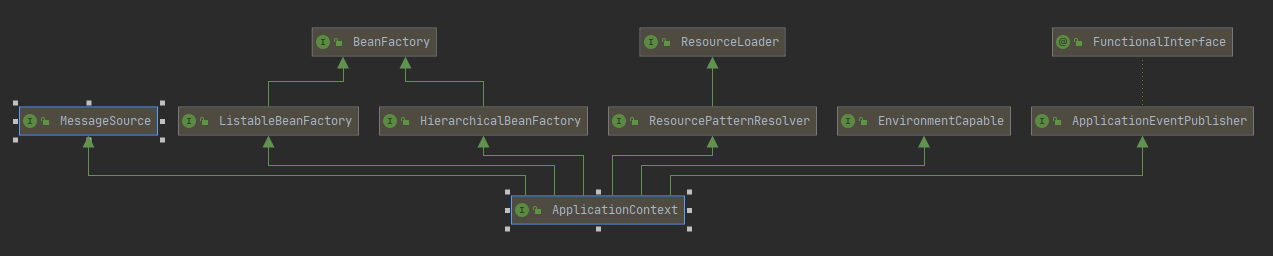 BeanFactory
ResourceLoader
FunctionalInterface
MessageSource
ListableBeanFactory
HierarchicalBeanFactory
ResourcePatternResolver
EnvironmentCapable
ApplicationEventPublisher
ApplicationContext